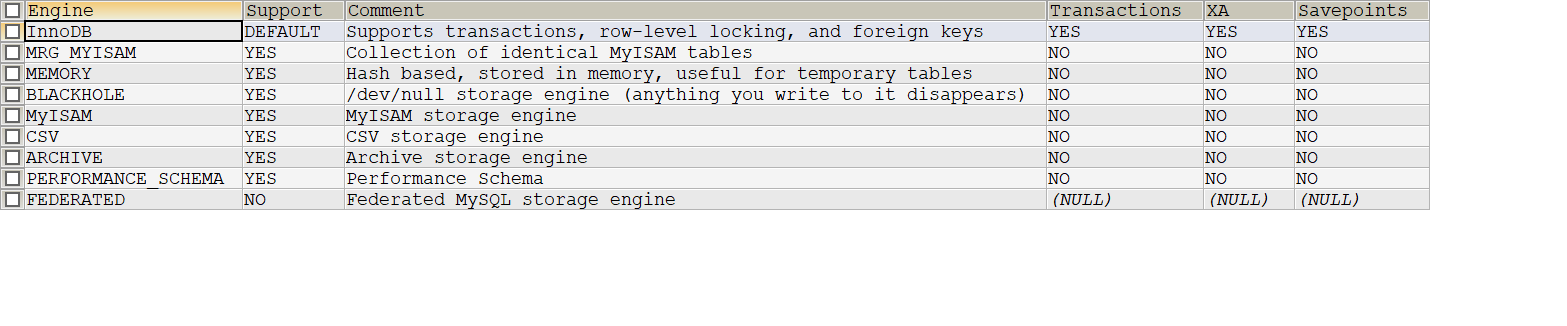 Engine Support Comment Transactions XA Savepoints
InnoDB DEFAULT Supports transactions, row-level locking, and foreign keys YES YES YES
MRG_MYISAM YES Collection of identical MyISAM tables NO NO NO
MEMORY YES Hash based, stored in memory, useful for temporary tables NO NO NO
BLACKHOLE YES /dev/null storage engine (anything you write to it disappears) NO NO NO
MyISAM YES MyISAM storage engine NO NO NO
CSV YES CSV storage engine NO NO NO
ARCHIVE YES Archive storage engine NO NO NO
PERFORMANCE_SCHEMA YES Performance Schema NO NO NO
FEDERATED NO Federated MySQL storage engine (NULL) (NULL) (NULL)